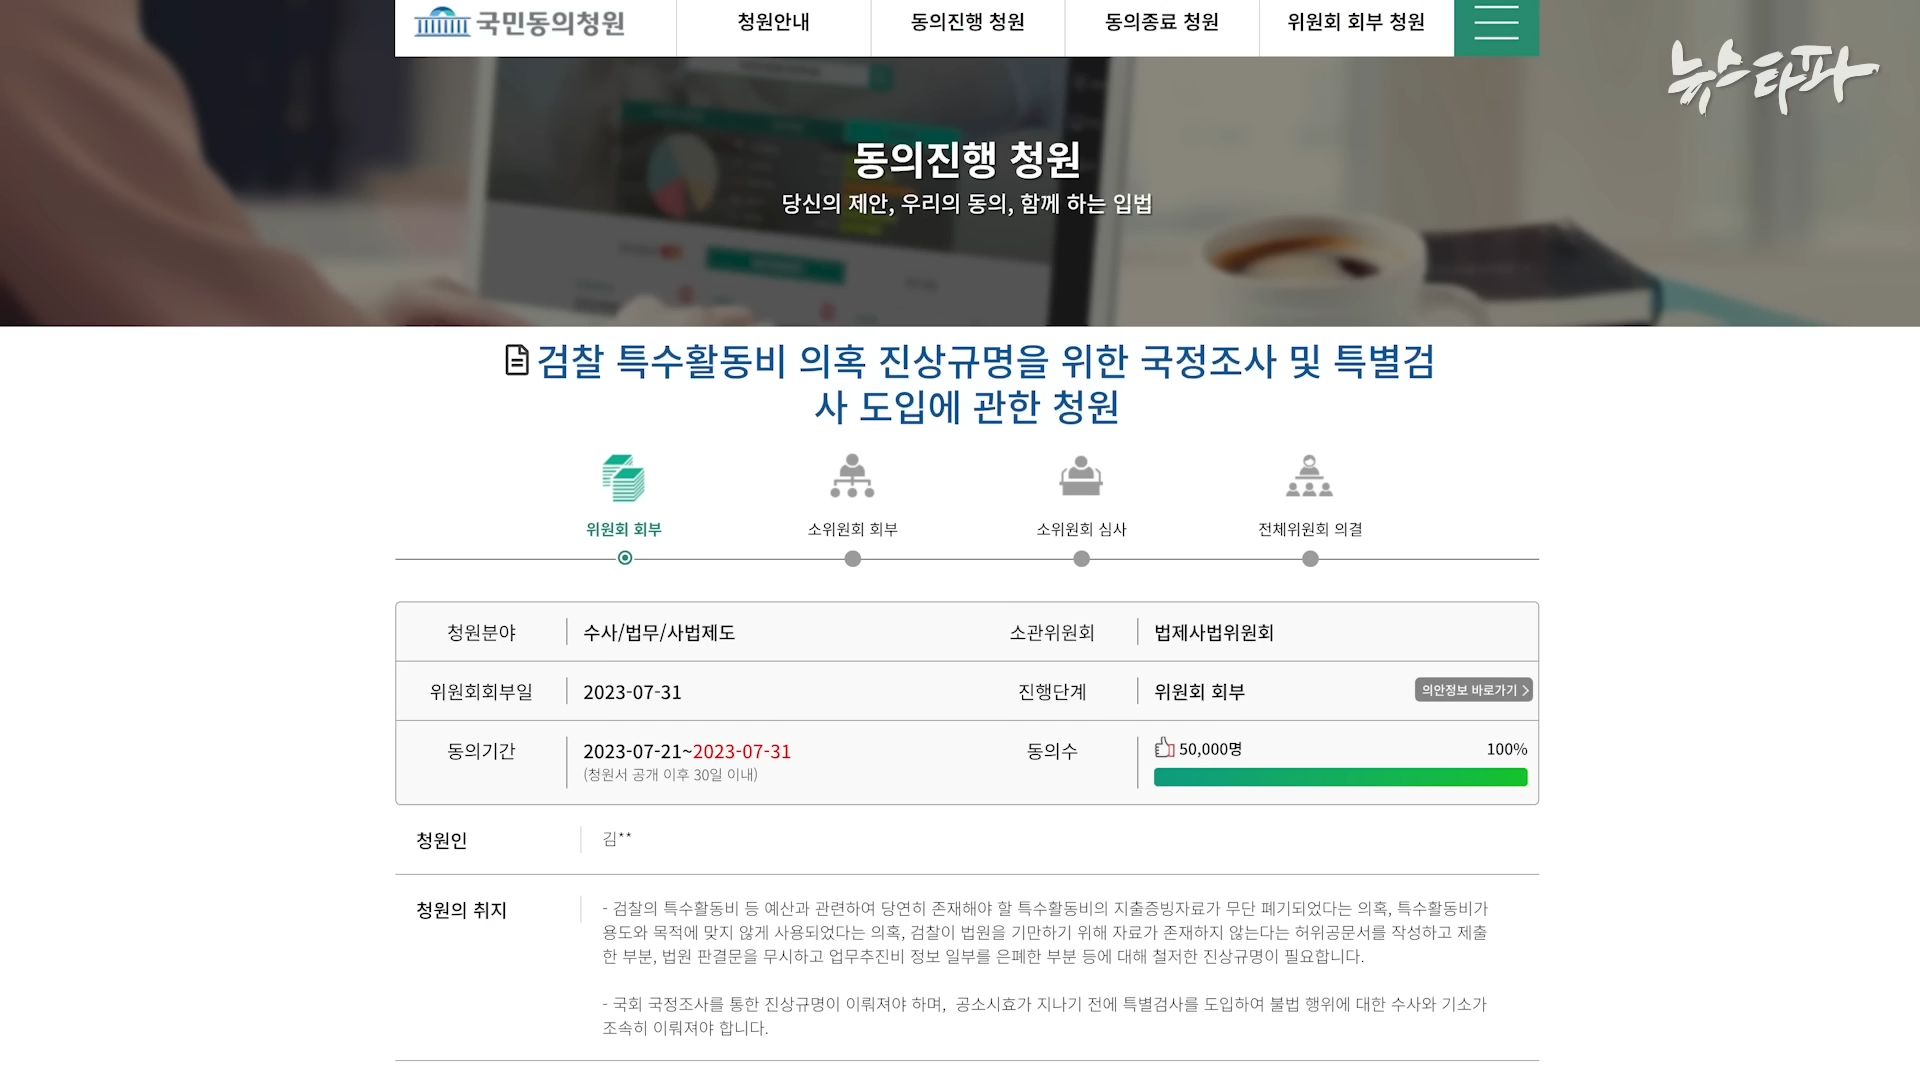 국민동의청원
청원안내
동의진행 청원
동의종료 청원
위원회 회부 청원
뉴스타파
동의진행 청원
당신의 제안, 우리의 동의, 함께 하는 입법
검찰 특수활동비 의혹 진상규명을 위한 국정조사 및 특별검
사 도입에 관한 청원
위원회 회부
소위원회 회부
소위원회 심사
전체위원회 의결
청원분야
수사/법무/사법제도
소관위원회
법제사법위원회
위원회회부일
2023-07-31
진행단계
위원회 회부
의안정보 바로가기
동의기간
2023-07-21~2023-07-31
(청원서 공개 이후 30일 이내)
동의수
50,000명
100%
청원인
김**
청원의 취지
- 검찰의 특수활동비 등 예산과 관련하여 당연히 존재해야 할 특수활동비의 지출증빙자료가 무단 폐기되었다는 의혹, 특수활동비가
용도와 목적에 맞지 않게 사용되었다는 의혹, 검찰이 법원을 기만하기 위해 자료가 존재하지 않는다는 허위공문서를 작성하고 제출
한 부분, 법원 판결문을 무시하고 업무추진비 정보 일부를 은폐한 부분 등에 대해 철저한 진상규명이 필요합니다.
- 국회 국정조사를 통한 진상규명이 이뤄져야 하며, 공소시효가 지나기 전에 특별검사를 도입하여 불법 행위에 대한 수사와 기소가
조속히 이뤄져야 합니다.